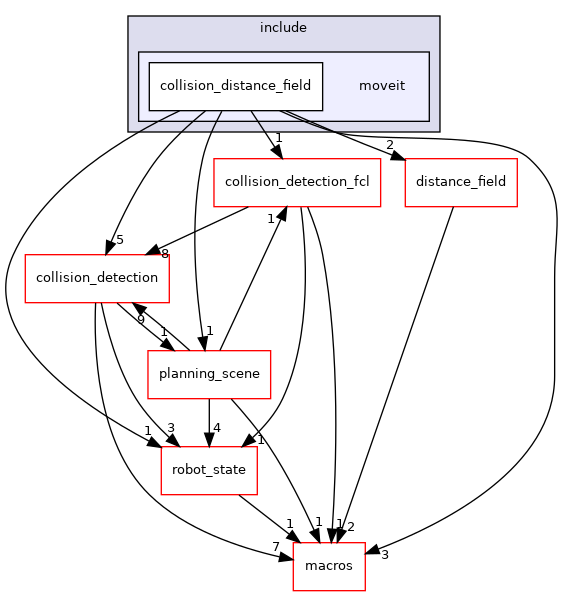 include
collision_distance_field moveit
1
2
collision_detection_fcl distance_field
1
5
8
collision_detection
9
1
1
planning_scene
1
3
4
1
robot_state
1
1
1
2
7
3
macros